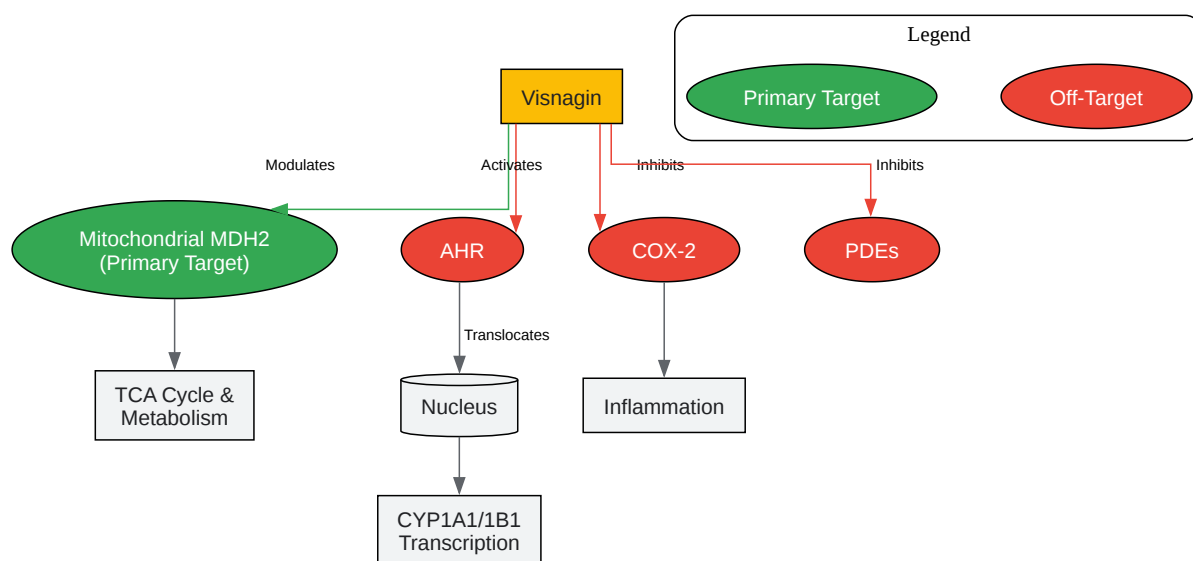 Legend
Visnagin
Primary Target
Off-Target
Modulates
Activates
Inhibits
Inhibits
Mitochondrial MDH2
(Primary Target)
AHR
COX-2
PDEs
Translocates
TCA Cycle &
Metabolism
Nucleus
Inflammation
CYP1A1/1B1
Transcription